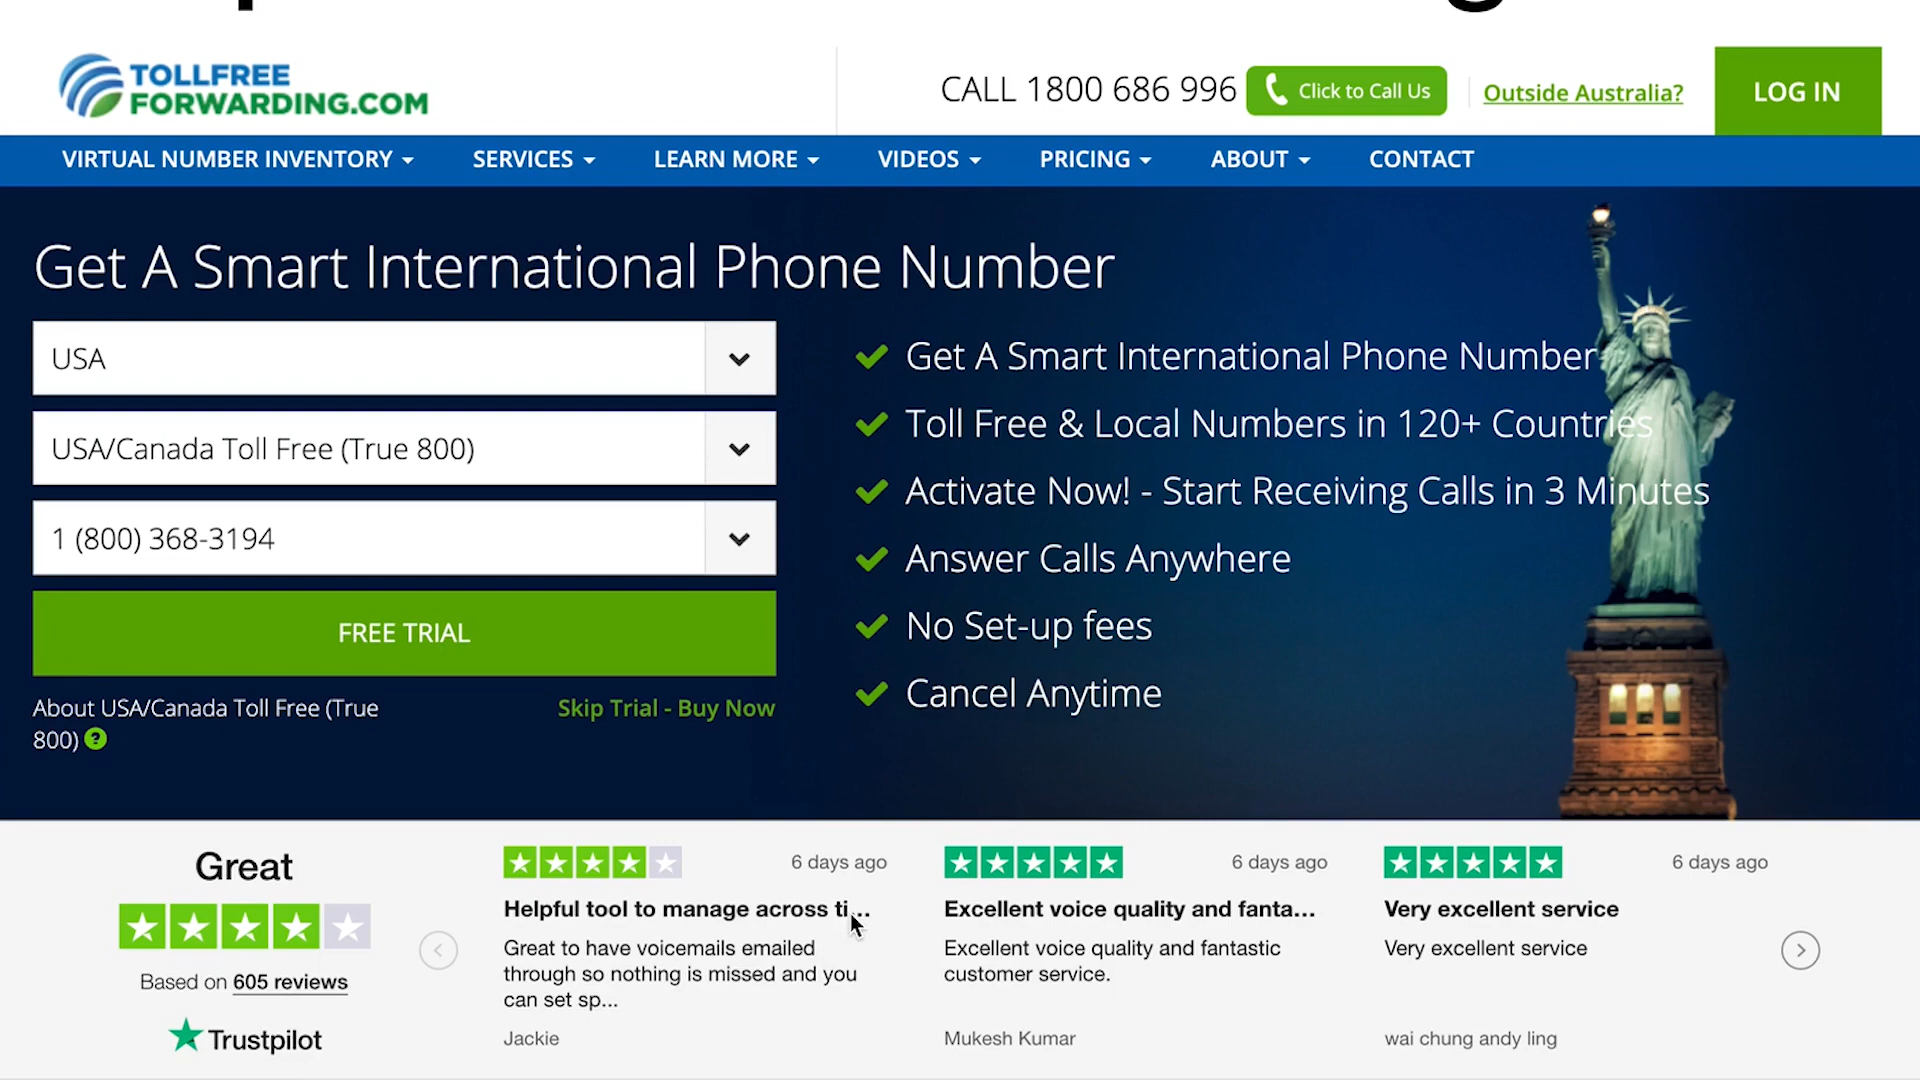 TOLLFREE
FORWARDING.COM
CALL 1800 686 996
Click to Call Us
Outside Australia?
LOG IN
VIRTUAL NUMBER INVENTORY
SERVICES
LEARN MORE
VIDEOS
PRICING
ABOUT
CONTACT
Get A Smart International Phone Number
USA
USA/Canada Toll Free (True 800)
1 (800) 368-3194
FREE TRIAL
About USA/Canada Toll Free (True
800) ?
Skip Trial - Buy Now
Get A Smart International Phone Number
Toll Free & Local Numbers in 120+ Countries
Activate Now! - Start Receiving Calls in 3 Minutes
Answer Calls Anywhere
No Set-up fees
Cancel Anytime
Great
Based on 605 reviews
Trustpilot
6 days ago
Helpful tool to manage across ti...
Great to have voicemails emailed
through so nothing is missed and you
can set sp...
Jackie
6 days ago
Excellent voice quality and fanta...
Excellent voice quality and fantastic
customer service.
Mukesh Kumar
6 days ago
Very excellent service
Very excellent service
wai chung andy ling